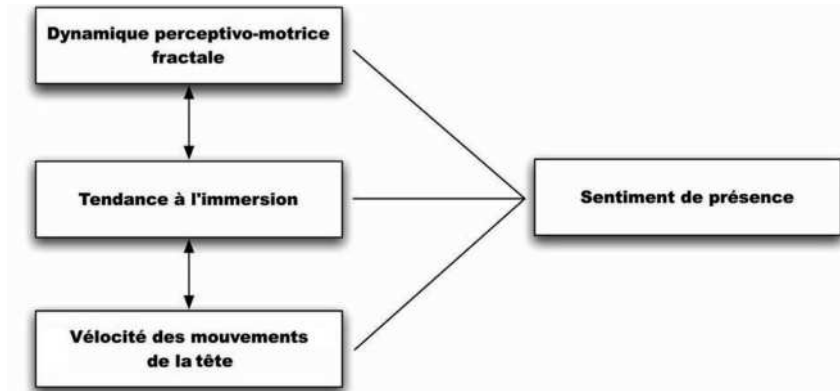 Dynamique perceptivo-motrice
fractale
Tendance à l'immersion
Sentiment de présence
Vélocité des mouvements
de la tête